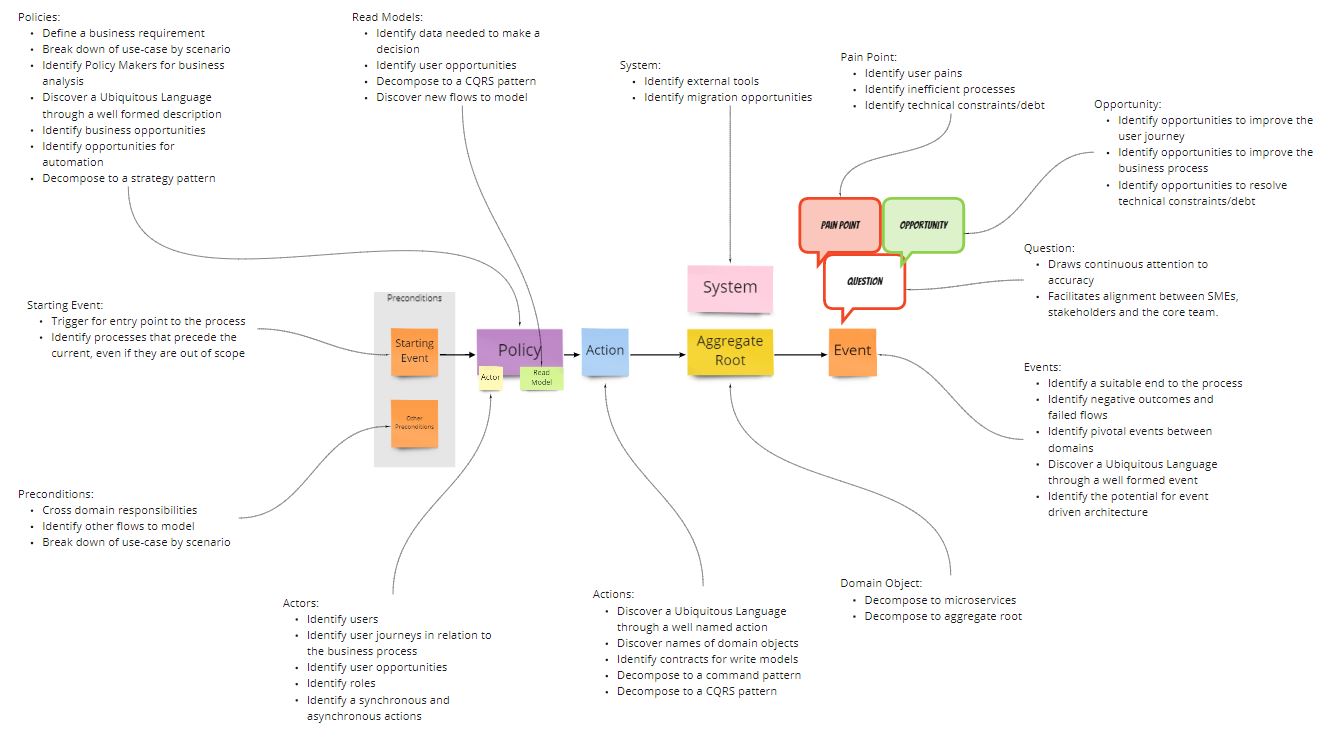 Policies:
• Define a business requirement
• Break down of use-case by scenario
• Identify Policy Makers for business
analysis
• Discover a Ubiquitous Language
through a well formed description
• Identify business opportunities
• Identify opportunities for
automation
• Decompose to a strategy pattern
Read Models:
• Identify data needed to make a
decision
• Identify user opportunities
• Decompose to a CQRS pattern
• Discover new flows to model
System:
• Identify external tools
• Identify migration opportunities
Pain Point:
• Identify user pains
• Identify inefficient processes
• Identify technical constraints/debt
Opportunity:
• Identify opportunities to improve the
user journey
• Identify opportunities to improve the
business process
• Identify opportunities to resolve
technical constraints/debt
PAIN POINT
OPPORTUNITY
QUESTION
Question:
• Draws continuous attention to
accuracy
• Facilitates alignment between SMEs,
stakeholders and the core team.
Starting Event:
• Trigger for entry point to the process
• Identify processes that precede the
current, even if they are out of scope
Preconditions
Starting
Event
Other
Preconditions
Policy
Actor
Read
Model
Action
System
Aggregate
Root
Event
Events:
• Identify a suitable end to the process
• Identify negative outcomes and
failed flows
• Identify pivotal events between
domains
• Discover a Ubiquitous Language
through a well formed event
• Identify the potential for event
driven architecture
Preconditions:
• Cross domain responsibilities
• Identify other flows to model
• Break down of use-case by scenario
Actors:
• Identify users
• Identify user journeys in relation to
the business process
• Identify user opportunities
• Identify roles
• Identify a synchronous and
asynchronous actions
Actions:
• Discover a Ubiquitous Language
through a well named action
• Discover names of domain objects
• Identify contracts for write models
• Decompose to a command pattern
• Decompose to a CQRS pattern
Domain Object:
• Decompose to microservices
• Decompose to aggregate root